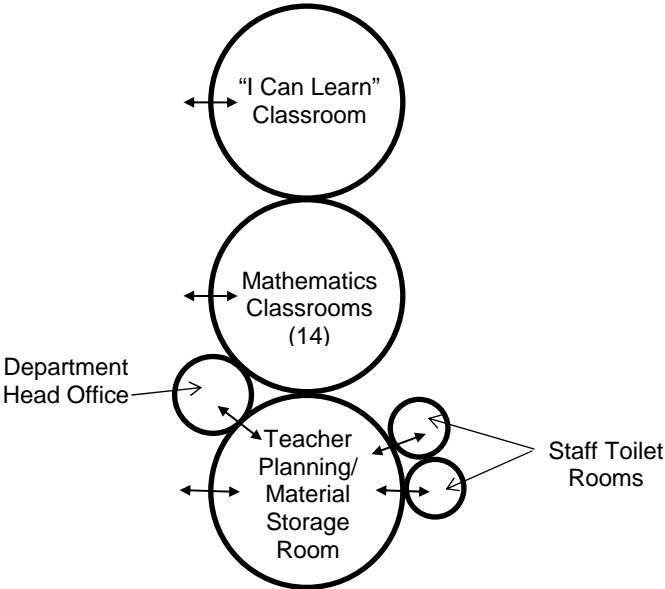 “I Can Learn”
Classroom
Mathematics
Classrooms
(14)
Department
Head Office
Teacher
Planning/
Material
Storage
Room
Staff Toilet
Rooms